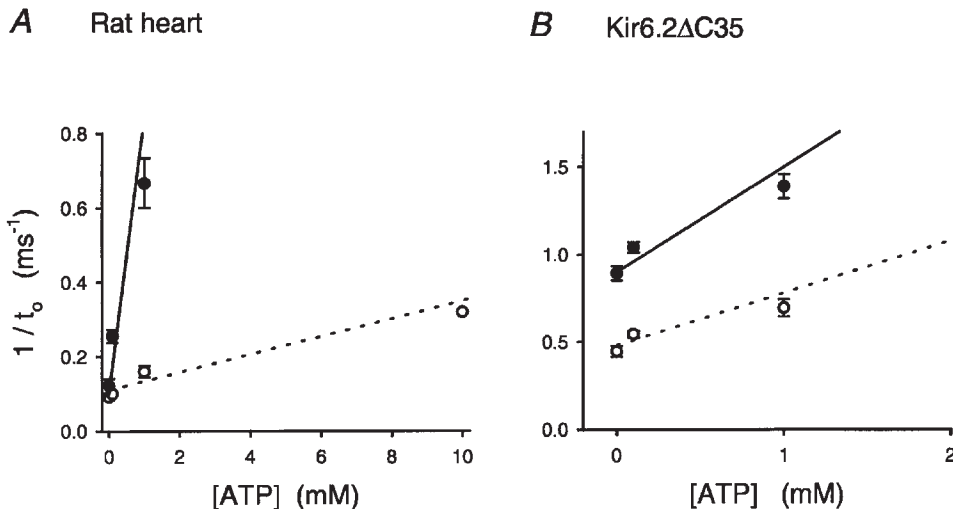 A Rat heart
B Kir6.2ΔC35
1 / to (ms-1)
0.8
0.6
0.4
0.2
0.0
0 2 4 6 8 10
[ATP] (mM)
1.5
1.0
0.5
0.0
0 1 2
[ATP] (mM)